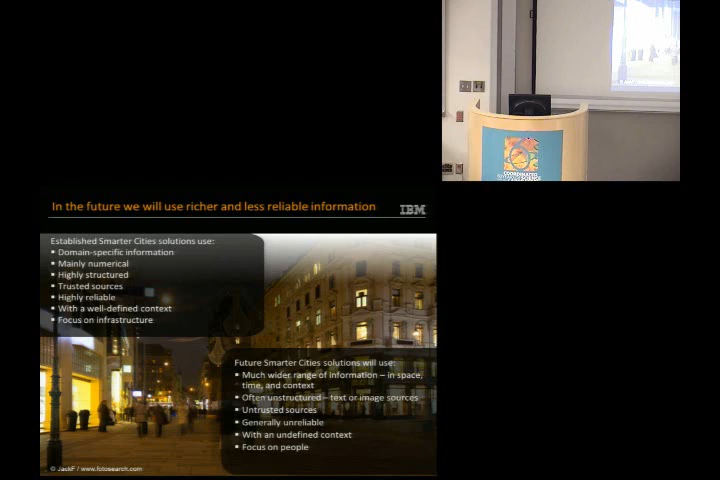 COORDINATED
In the future we will use richer and less reliable information
IBM
Established Smarter Cities solutions use:
▪ Domain-specific information
▪ Mainly numerical
▪ Highly structured
▪ Trusted sources
▪ Highly reliable
▪ With a well-defined context
▪ Focus on infrastructure
Future Smarter Cities solutions will use:
▪ Much wider range of information – in space,
time, and context
▪ Often unstructured – text or image sources
▪ Untrusted sources
▪ Generally unreliable
▪ With an undefined context
▪ Focus on people
© JackF / www.fotosearch.com